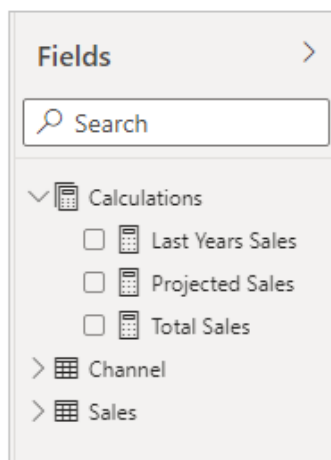 Fields
Search
Calculations
Last Years Sales
Projected Sales
Total Sales
Channel
Sales